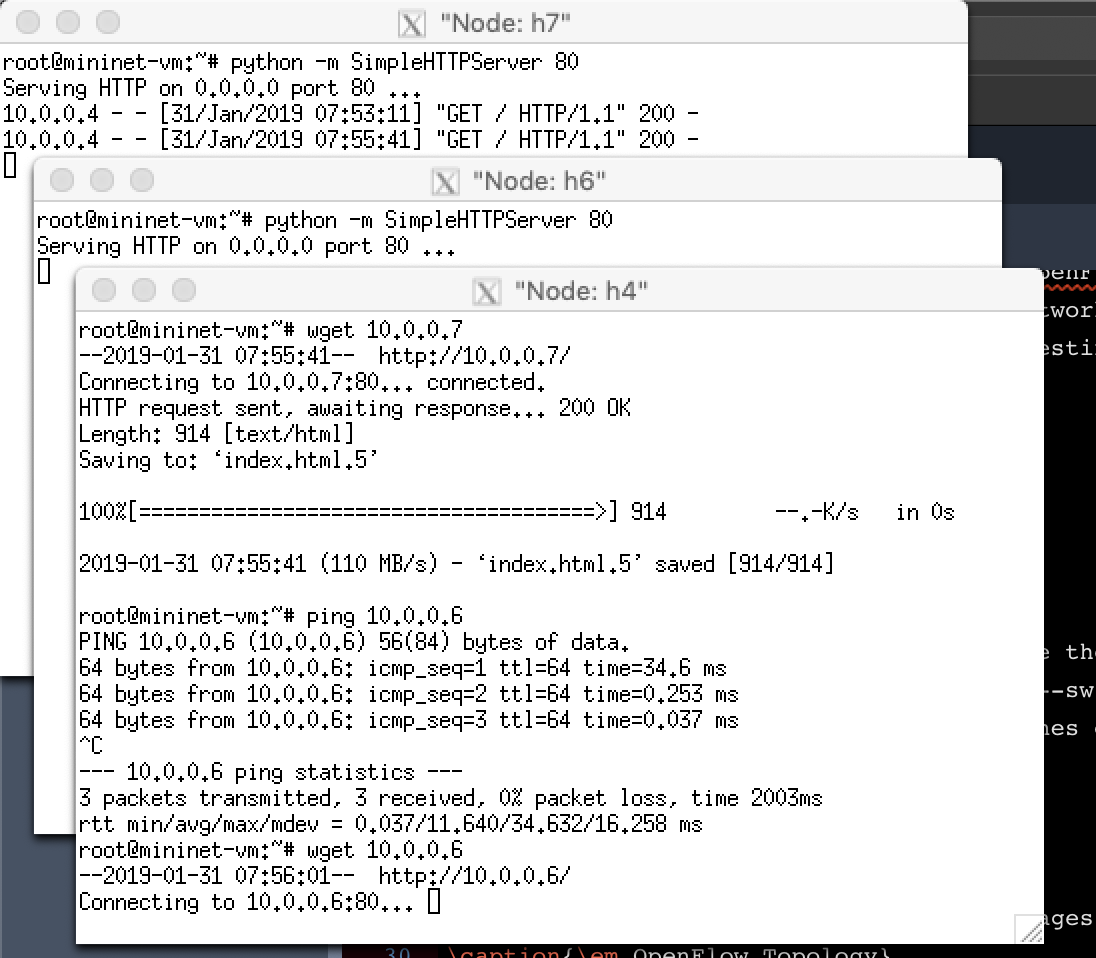 "Node: h7"
root@mininet-vm:~# python -m SimpleHTTPServer 80
Serving HTTP on 0.0.0.0 port 80 ...
10.0.0.4 - - [31/Jan/2019 07:53:11] "GET / HTTP/1.1" 200 -
10.0.0.4 - - [31/Jan/2019 07:55:41] "GET / HTTP/1.1" 200 -
"Node: h6"
root@mininet-vm:~# python -m SimpleHTTPServer 80
Serving HTTP on 0.0.0.0 port 80 ...
"Node: h4"
root@mininet-vm:~# wget 10.0.0.7
--2019-01-31 07:55:41--  http://10.0.0.7/
Connecting to 10.0.0.7:80... connected.
HTTP request sent, awaiting response... 200 OK
Length: 914 [text/html]
Saving to: ‘index.html.5’
100%[======================================>] 914         --.-K/s   in 0s
2019-01-31 07:55:41 (110 MB/s) - ‘index.html.5’ saved [914/914]
root@mininet-vm:~# ping 10.0.0.6
PING 10.0.0.6 (10.0.0.6) 56(84) bytes of data.
64 bytes from 10.0.0.6: icmp_seq=1 ttl=64 time=34.6 ms
64 bytes from 10.0.0.6: icmp_seq=2 ttl=64 time=0.253 ms
64 bytes from 10.0.0.6: icmp_seq=3 ttl=64 time=0.037 ms
^C
--- 10.0.0.6 ping statistics ---
3 packets transmitted, 3 received, 0% packet loss, time 2003ms
rtt min/avg/max/mdev = 0.037/11.640/34.632/16.258 ms
root@mininet-vm:~# wget 10.0.0.6
--2019-01-31 07:56:01--  http://10.0.0.6/
Connecting to 10.0.0.6:80...
30 \caption{\em OpenFlow Topology}